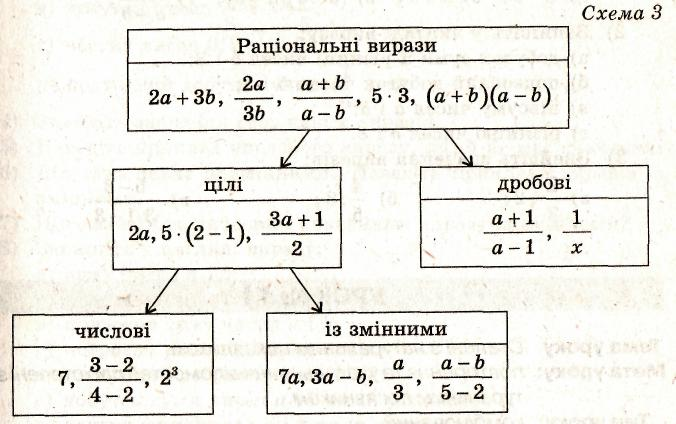 Схема 3
Раціональні вирази
2a + 3b, 2a/3b, (a + b)/(a – b), 5 · 3, (a + b)(a – b)
цілі
2a, 5 · (2 – 1), (3a + 1)/2
дробові
(a + 1)/(a – 1), 1/x
числові
7, (3 – 2)/(4 – 2), 2³
із змінними
7a, 3a – b, a/3, (a – b)/(5 – 2)